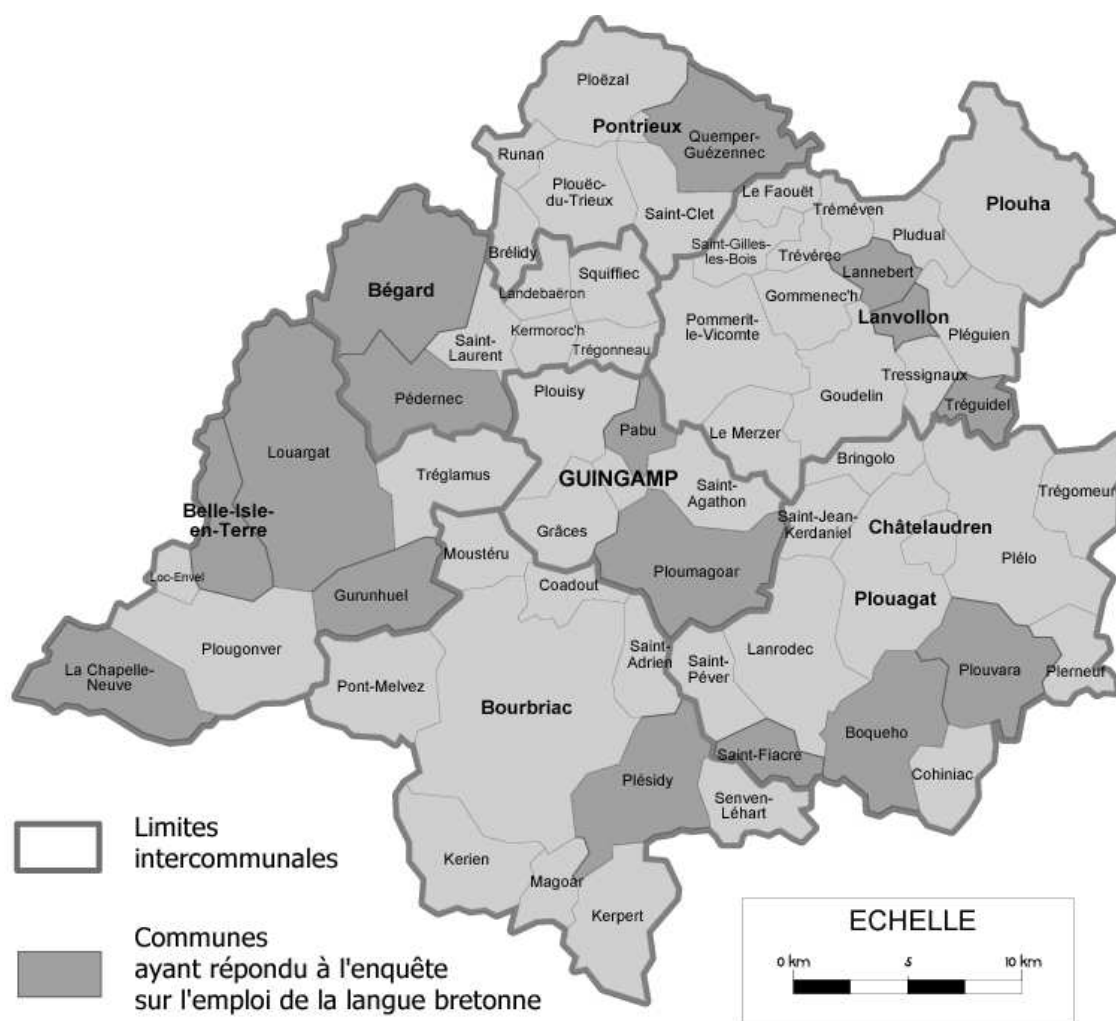 Ploëzal
Pontrieux
Quemper-
Guézennec
Runan
Plouëc-
du-Trieux
Le Faouët
Saint-Clet
Tréméven
Plouha
Pludual
Brélidy
Saint-Gilles-
les-Bois
Trévérec
Squiffiec
Lannebert
Bégard
Landebaëron
Gommenec'h
Lanvollon
Pommerit-
le-Vicomte
Kermoroc'h
Saint-
Laurent
Trégonneau
Pléguien
Tressignaux
Plouisy
Goudelin
Pédernec
Tréguidel
Pabu
Le Merzer
Louargat
Bringolo
Tréglamus
GUINGAMP
Saint-
Agathon
Trégomeur
Belle-Isle-
en-Terre
Saint-Jean-
Kerdaniel
Châtelaudren
Grâces
Moustéru
Plélo
Loc-Envel
Coadout
Ploumagoar
Gurunhuel
Plouagat
Plougonver
Saint-
Adrien
Lanrodec
La Chapelle-
Neuve
Saint-
Péver
Plouvara
Plerneuf
Pont-Melvez
Bourbriac
Boqueho
Saint-Fiacre
Plésidy
Cohiniac
Senven-
Léhart
Limites
intercommunales
Kerien
Magoar
Kerpert
Communes
ayant répondu à l'enquête
sur l'emploi de la langue bretonne
ECHELLE
0 km 5 10 km